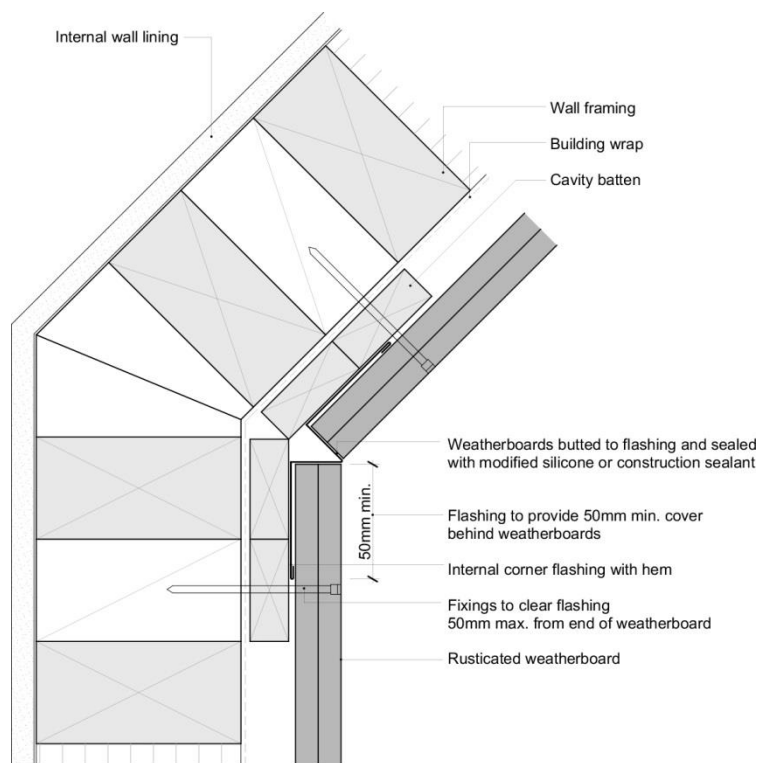 Internal wall lining
Wall framing
Building wrap
Cavity batten
Weatherboards butted to flashing and sealed
with modified silicone or construction sealant
50mm min.
Flashing to provide 50mm min. cover
behind weatherboards
Internal corner flashing with hem
Fixings to clear flashing
50mm max. from end of weatherboard
Rusticated weatherboard